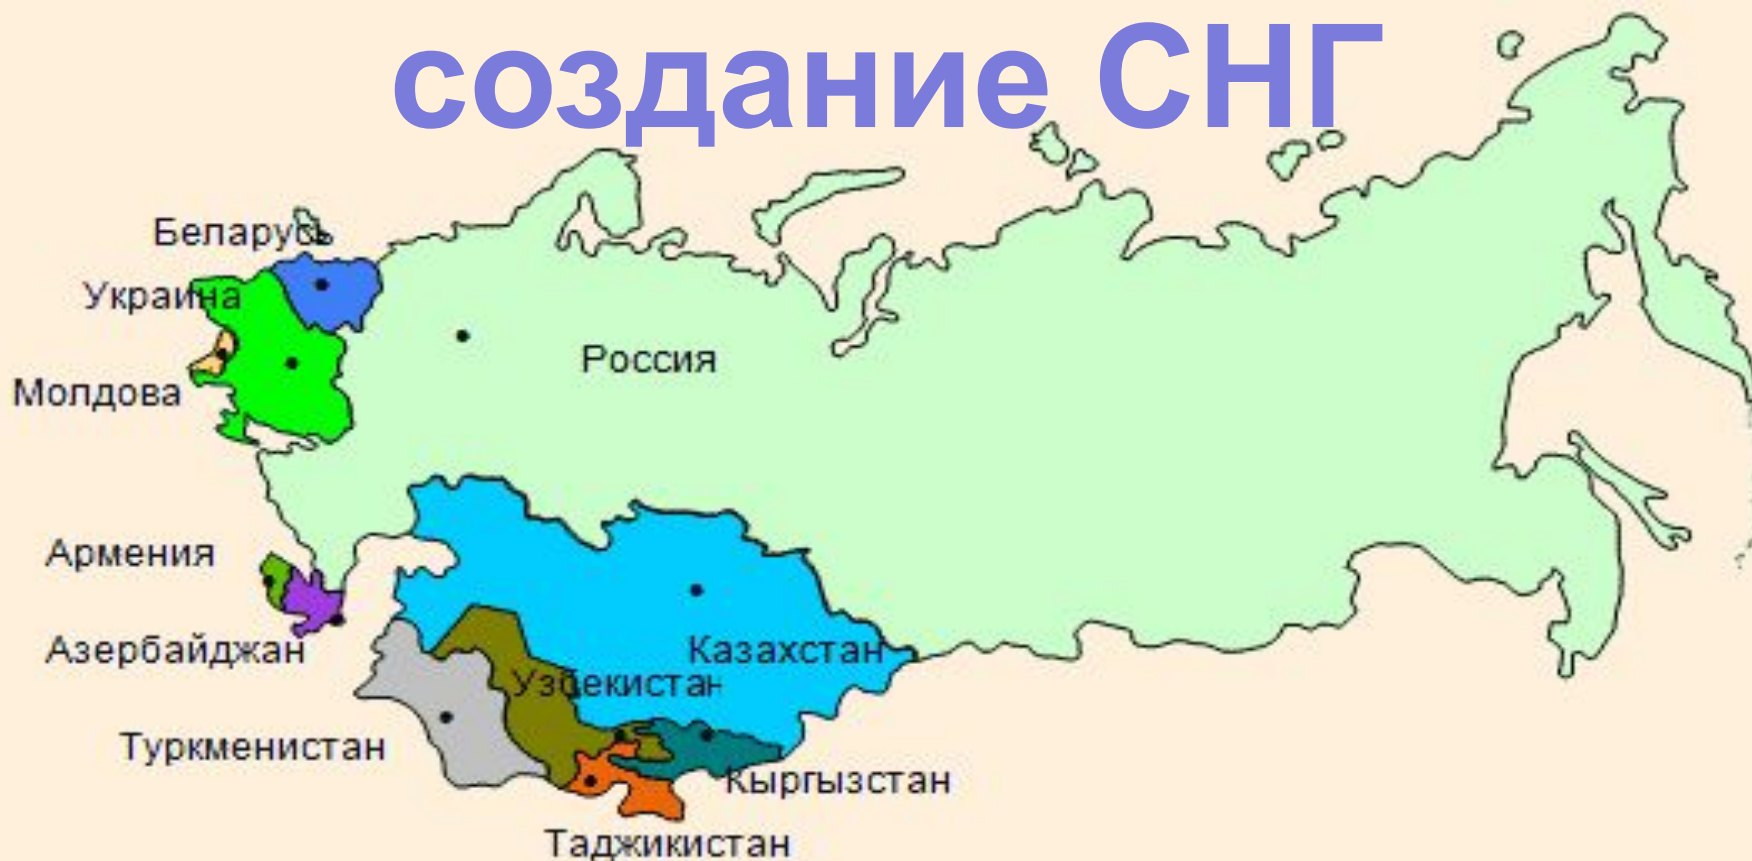 создание СНГ
Беларусь
Украина
Россия
Молдова
Армения
Азербайджан
Казахстан
Узбекистан
Туркменистан
Кыргызстан
Таджикистан